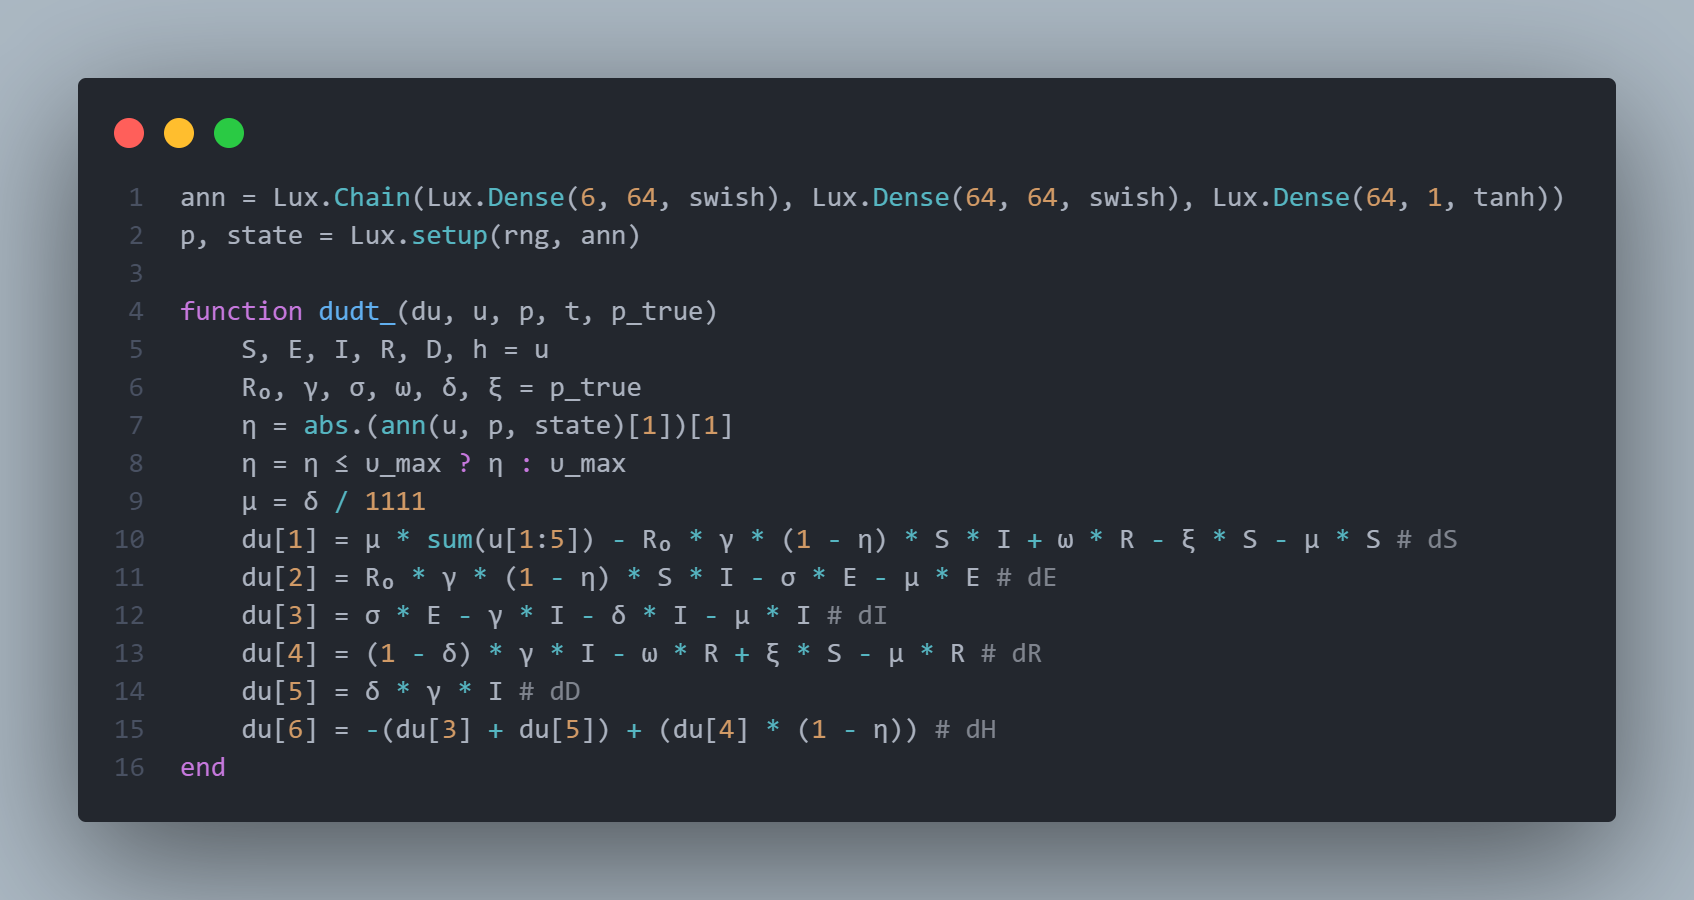 1 ann = Lux.Chain(Lux.Dense(6, 64, swish), Lux.Dense(64, 64, swish), Lux.Dense(64, 1, tanh))
2 p, state = Lux.setup(rng, ann)
3
4 function dudt_(du, u, p, t, p_true)
5     S, E, I, R, D, h = u
6     R₀, γ, σ, ω, δ, ξ = p_true
7     η = abs.(ann(u, p, state)[1])[1]
8     η = η ≤ υ_max ? η : υ_max
9     μ = δ / 1111
10     du[1] = μ * sum(u[1:5]) - R₀ * γ * (1 - η) * S * I + ω * R - ξ * S - μ * S # dS
11     du[2] = R₀ * γ * (1 - η) * S * I - σ * E - μ * E # dE
12     du[3] = σ * E - γ * I - δ * I - μ * I # dI
13     du[4] = (1 - δ) * γ * I - ω * R + ξ * S - μ * R # dR
14     du[5] = δ * γ * I # dD
15     du[6] = -(du[3] + du[5]) + (du[4] * (1 - η)) # dH
16 end